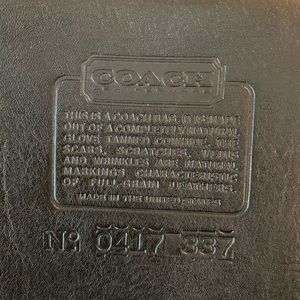 COACH
THIS IS A COACH BAG. IT IS MADE
OUT OF A COMPLETELY NATURAL
GLOVE TANNED COWHIDE. THE
SCARS, SCRATCHES, VEINS
AND WRINKLES ARE NATURAL
MARKINGS CHARACTERISTIC
OF FULL-GRAIN LEATHERS.
MADE IN THE UNITED STATES
No 0417 337